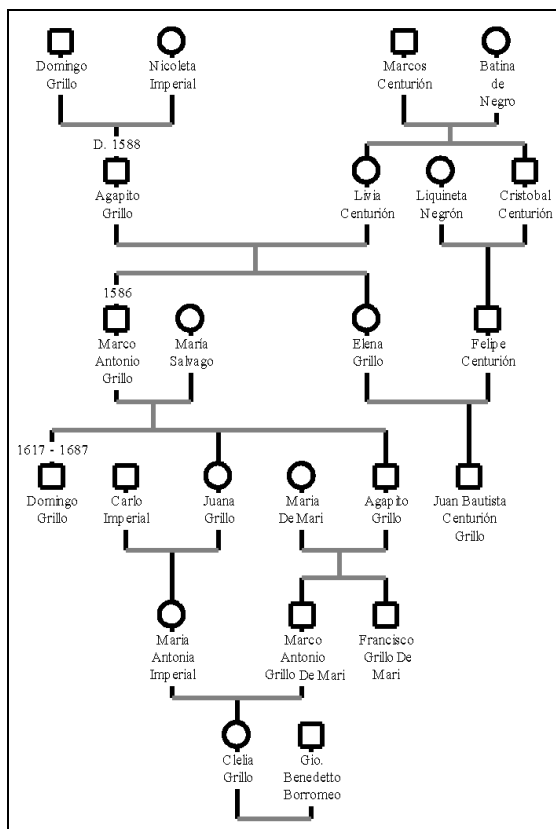 Domingo
Grillo
Nicoleta
Imperial
Marcos
Centurión
Batina
de
Negro
D. 1588
Agapito
Grillo
Livia
Centurión
Liquineta
Negrón
Cristobal
Centurión
1586
Marco
Antonio
Grillo
María
Salvago
Elena
Grillo
Felipe
Centurión
1617 - 1687
Domingo
Grillo
Carlo
Imperial
Juana
Grillo
Maria
De Mari
Agapito
Grillo
Juan Bautista
Centurión
Grillo
Maria
Antonia
Imperial
Marco
Antonio
Grillo De Mari
Francisco
Grillo De
Mari
Clelia
Grillo
Gio.
Benedetto
Borromeo